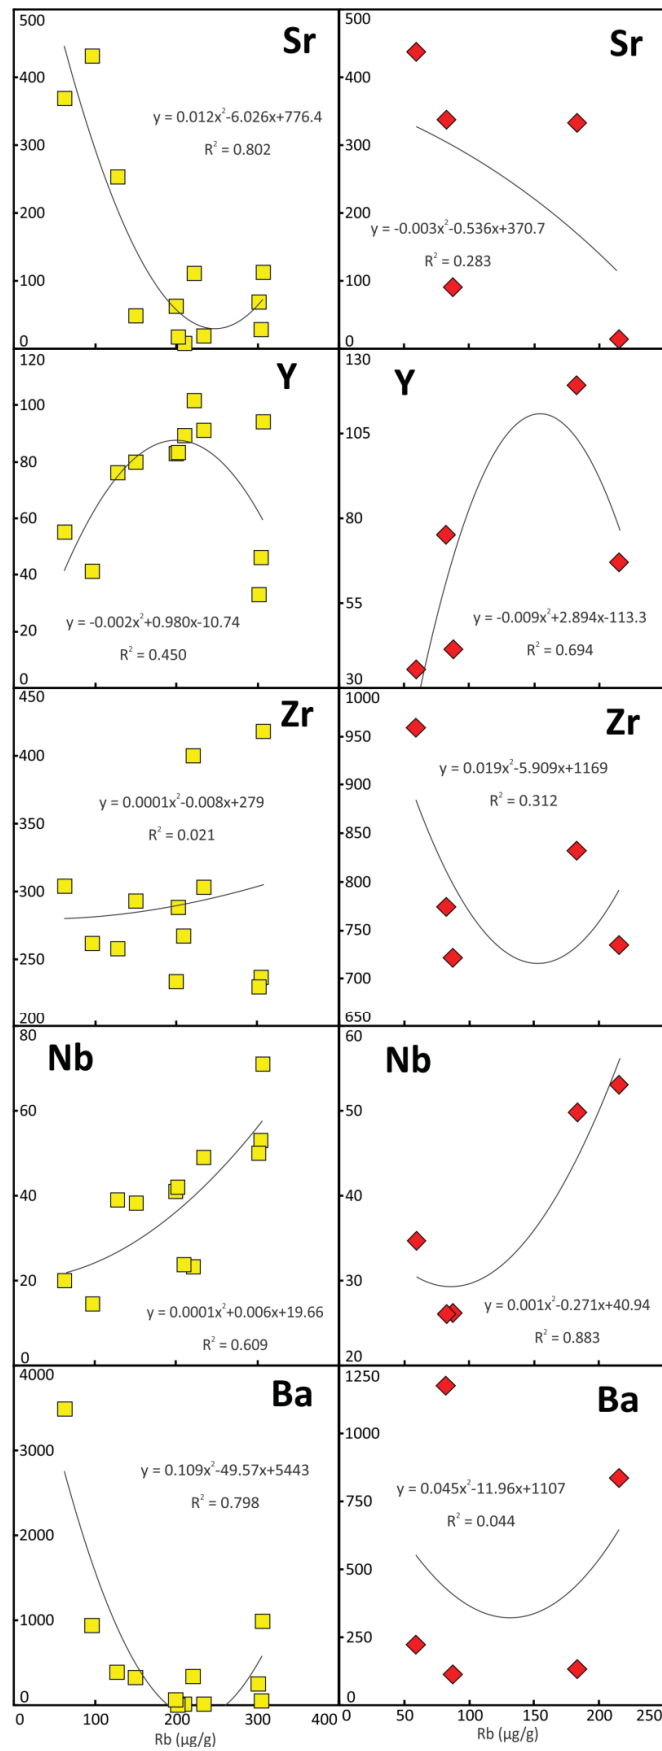 500
Sr
400
y = 0.012x²-6.026x+776.4
300
R² = 0.802
200
100
0
Sr
500
400
300
200
y = -0.003x²-0.536x+370.7
R² = 0.283
100
0
120
Y
100
80
60
40
y = -0.002x²+0.980x-10.74
20
R² = 0.450
0
130
Y
105
80
55
y = -0.009x²+2.894x-113.3
R² = 0.694
30
450
Zr
400
y = 0.0001x²-0.008x+279
350
R² = 0.021
300
250
200
1000
Zr
950
y = 0.019x²-5.909x+1169
900
R² = 0.312
850
800
750
700
650
80
Nb
60
40
20
y = 0.0001x²+0.006x+19.66
R² = 0.609
0
60
Nb
50
40
30
y = 0.001x²-0.271x+40.94
R² = 0.883
20
4000
Ba
3000
y = 0.109x²-49.57x+5443
R² = 0.798
2000
1000
0
100
200
300
400
Rb (µg/g)
1250
Ba
1000
y = 0.045x²-11.96x+1107
750
R² = 0.044
500
250
0
50
100
150
200
250
Rb (µg/g)